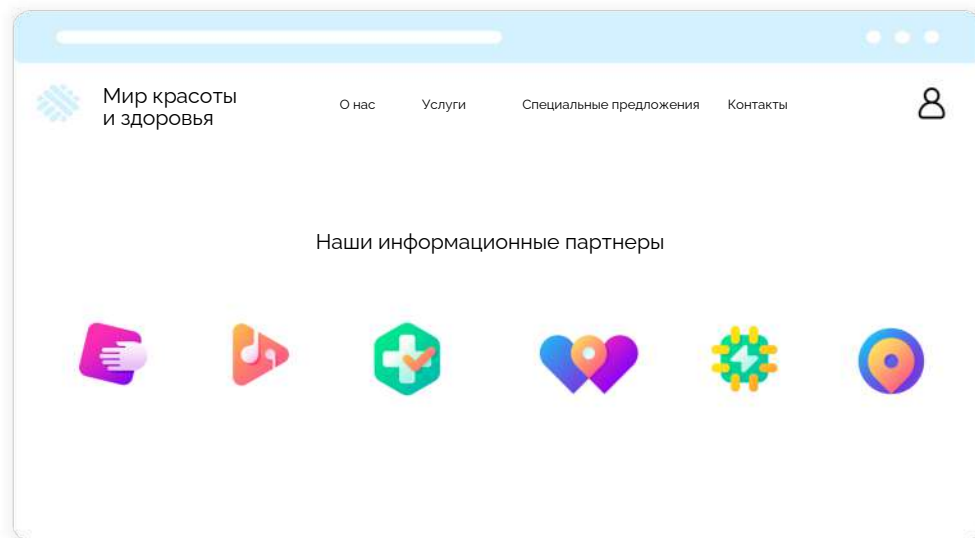 Мир красоты
и здоровья
О нас Услуги Специальные предложения Контакты
Наши информационные партнеры